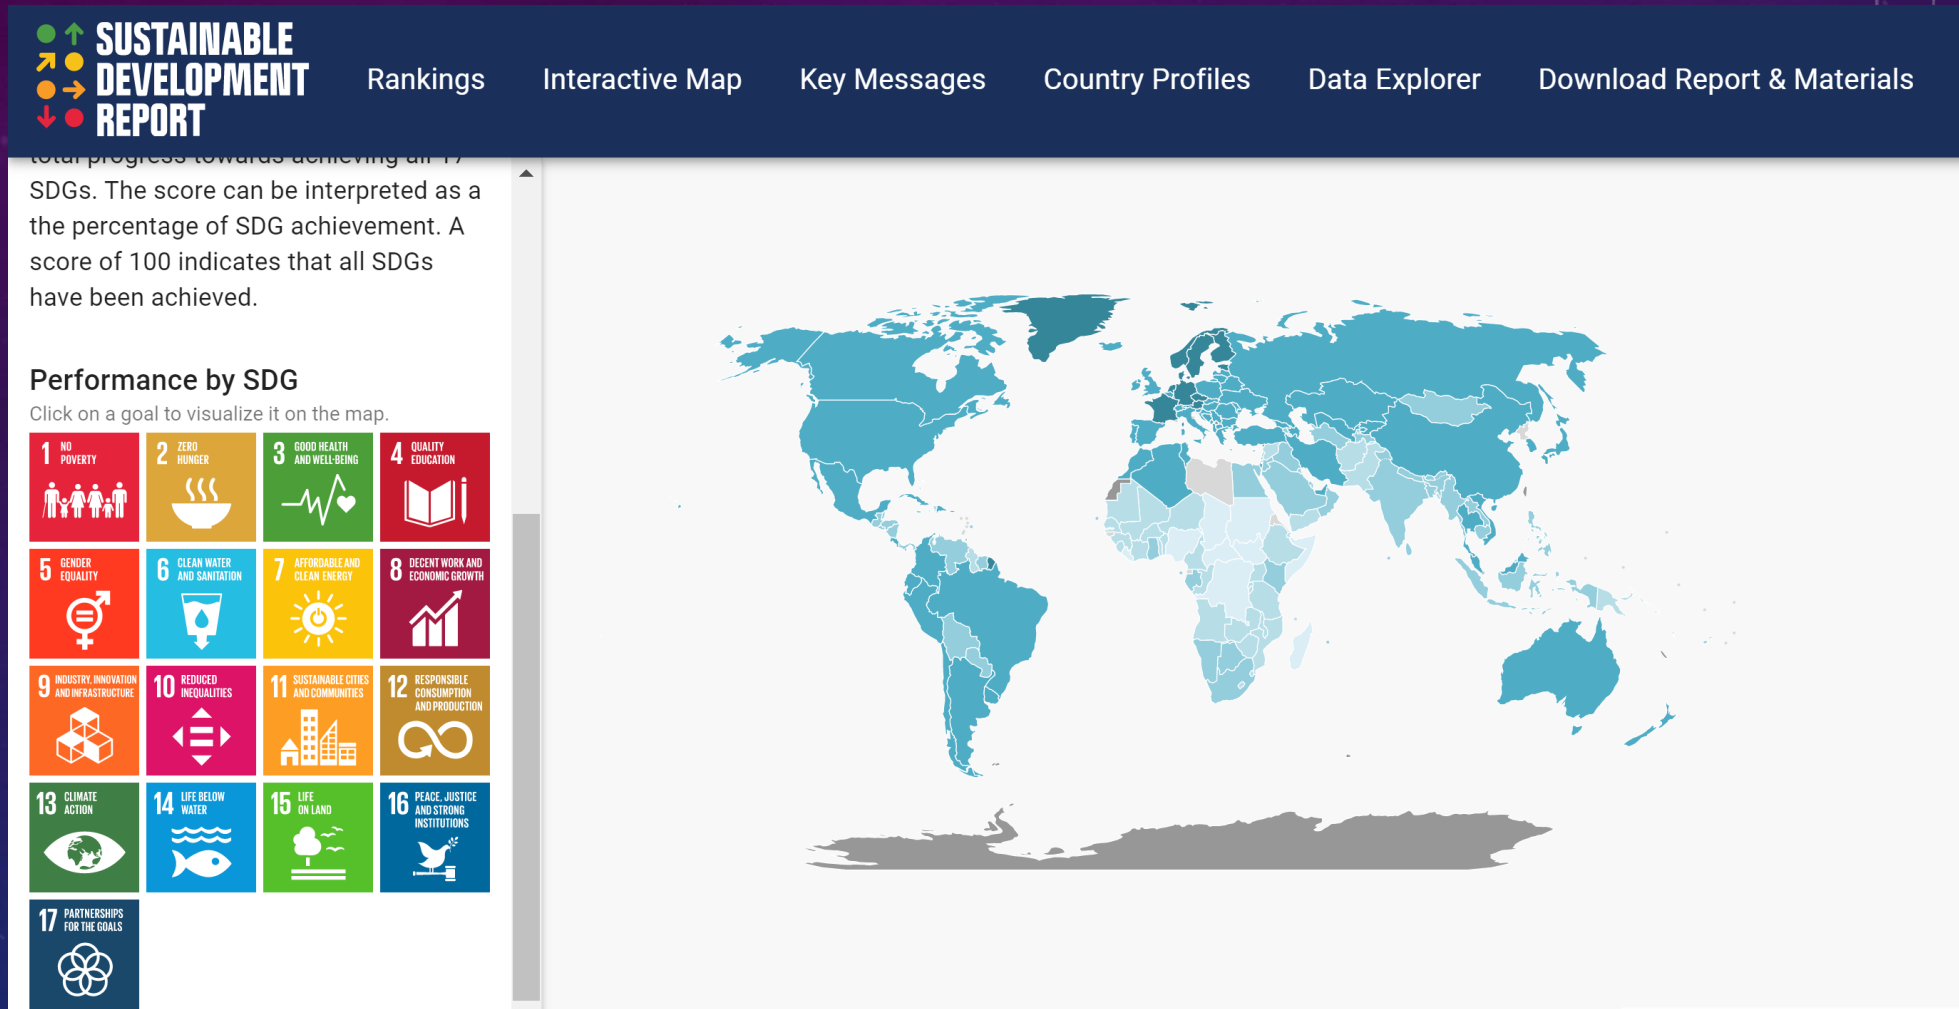 SUSTAINABLE
DEVELOPMENT
REPORT
Rankings
Interactive Map
Key Messages
Country Profiles
Data Explorer
Download Report & Materials
total progress towards achieving all 17
SDGs. The score can be interpreted as a
the percentage of SDG achievement. A
score of 100 indicates that all SDGs
have been achieved.
Performance by SDG
Click on a goal to visualize it on the map.
1 NO
POVERTY
2 ZERO
HUNGER
3 GOOD HEALTH
AND WELL-BEING
4 QUALITY
EDUCATION
5 GENDER
EQUALITY
6 CLEAN WATER
AND SANITATION
7 AFFORDABLE AND
CLEAN ENERGY
8 DECENT WORK AND
ECONOMIC GROWTH
9 INDUSTRY, INNOVATION
AND INFRASTRUCTURE
10 REDUCED
INEQUALITIES
11 SUSTAINABLE CITIES
AND COMMUNITIES
12 RESPONSIBLE
CONSUMPTION
AND PRODUCTION
13 CLIMATE
ACTION
14 LIFE BELOW
WATER
15 LIFE
ON LAND
16 PEACE, JUSTICE
AND STRONG
INSTITUTIONS
17 PARTNERSHIPS
FOR THE GOALS